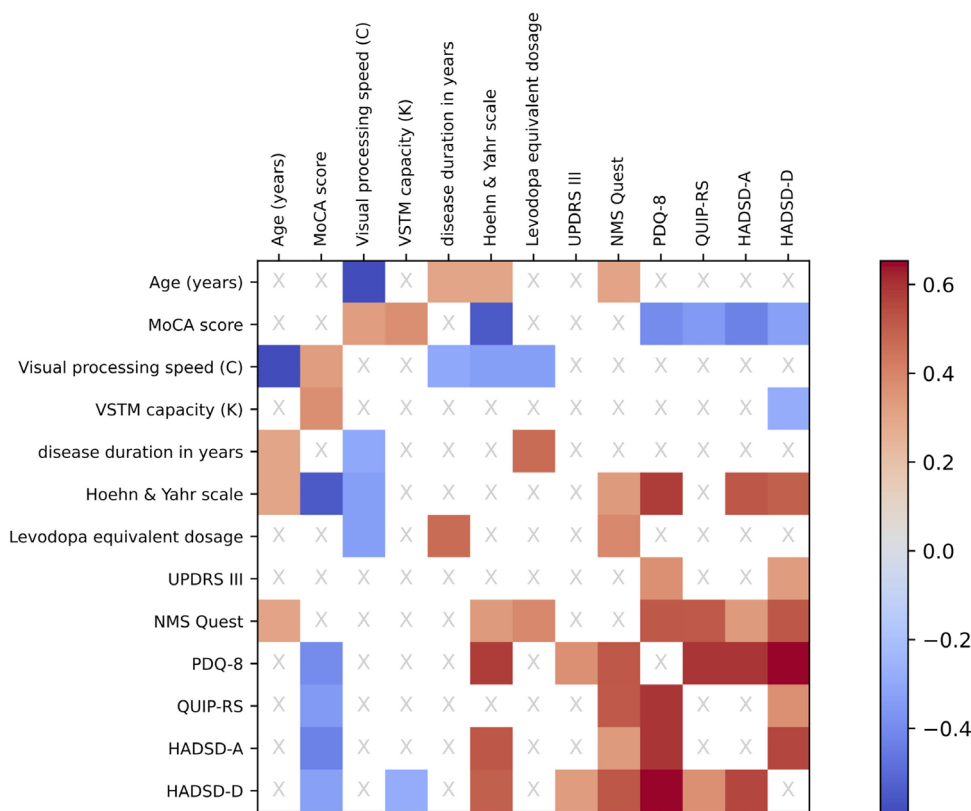 Age (years)
MoCA score
Visual processing speed (C)
VSTM capacity (K)
disease duration in years
Hoehn & Yahr scale
Levodopa equivalent dosage
UPDRS III
NMS Quest
PDQ-8
QUIP-RS
HADSD-A
HADSD-D
Age (years) X X X X X X X X X
MoCA score X X X X X X
Visual processing speed (C) X X X X X X X X
VSTM capacity (K) X X X X X X X X X X X
disease duration in years X X X X X X X X X X
Hoehn & Yahr scale X X X X X X
Levodopa equivalent dosage X X X X X X X X X X
UPDRS III X X X X X X X X X X X
NMS Quest X X X X X X
PDQ-8 X X X X X X
QUIP-RS X X X X X X X X X
HADSD-A X X X X X X X X
HADSD-D X X X X X
0.6
0.4
0.2
0.0
−0.2
−0.4